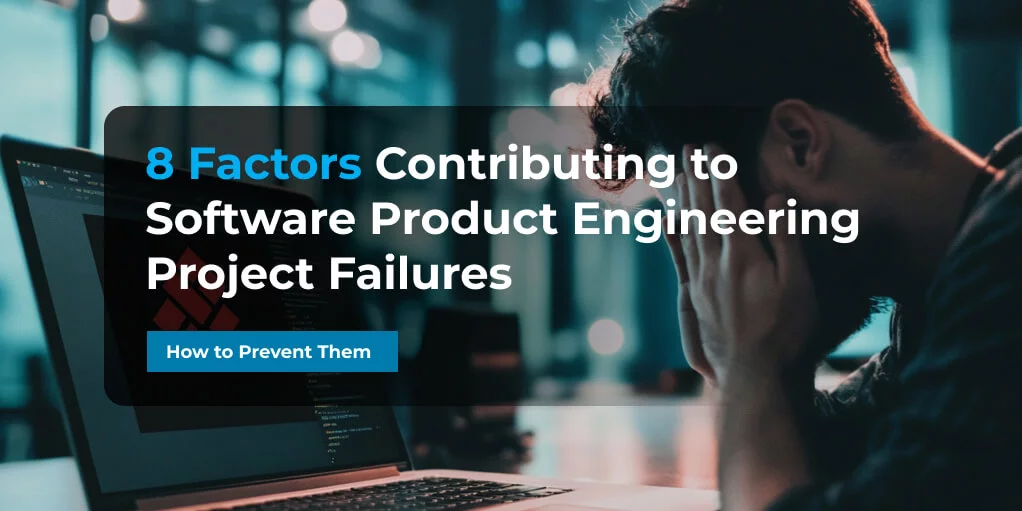 8 Factors Contributing to
Software Product Engineering
Project Failures
How to Prevent Them